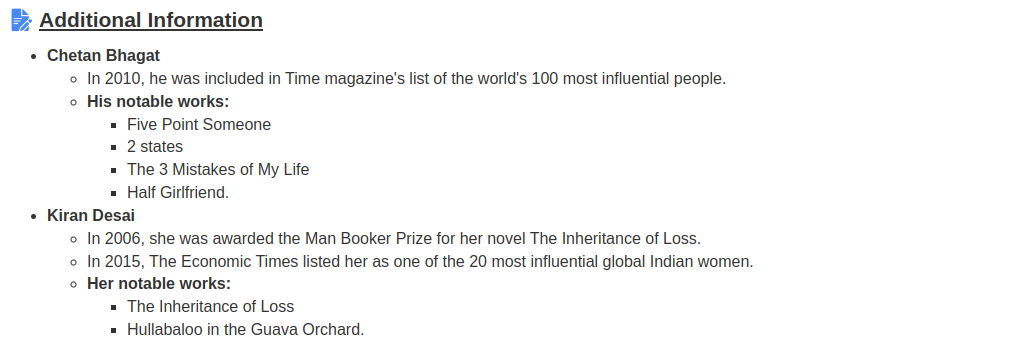 Additional Information
Chetan Bhagat
In 2010, he was included in Time magazine's list of the world's 100 most influential people.
His notable works:
Five Point Someone
2 states
The 3 Mistakes of My Life
Half Girlfriend.
Kiran Desai
In 2006, she was awarded the Man Booker Prize for her novel The Inheritance of Loss.
In 2015, The Economic Times listed her as one of the 20 most influential global Indian women.
Her notable works:
The Inheritance of Loss
Hullabaloo in the Guava Orchard.